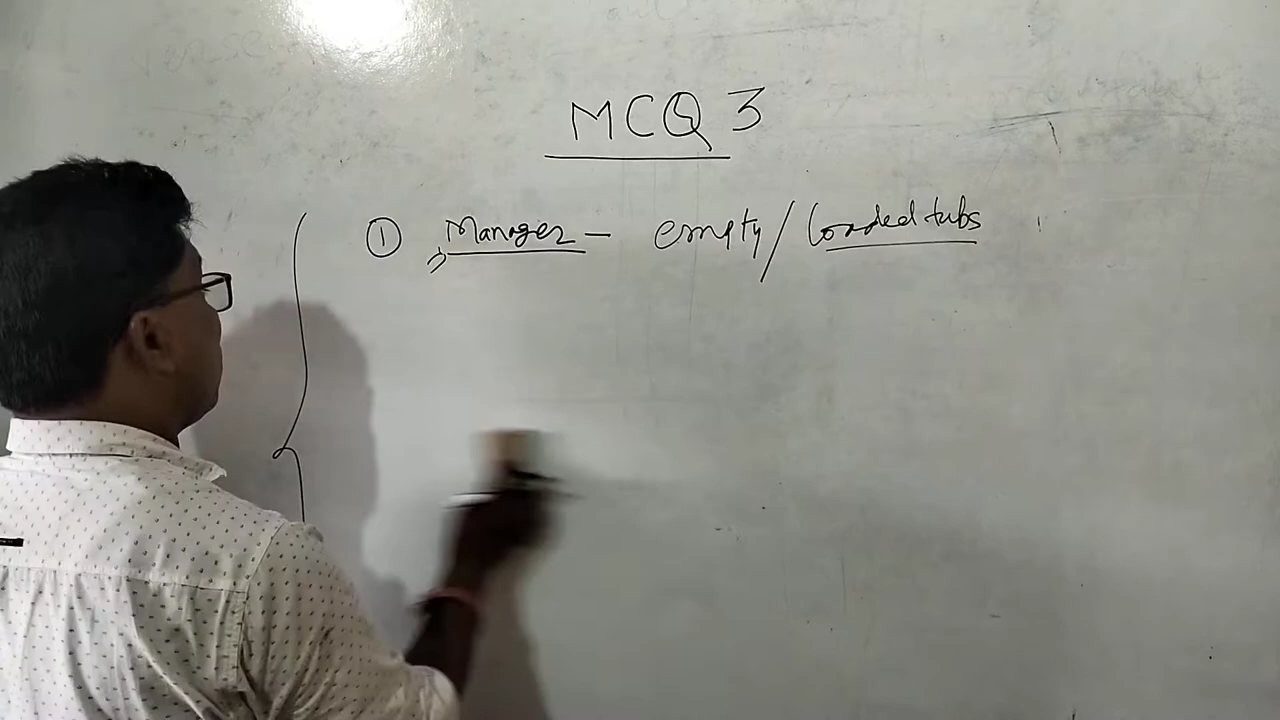 MCQ 3
① Manager - empty/loaded tubs